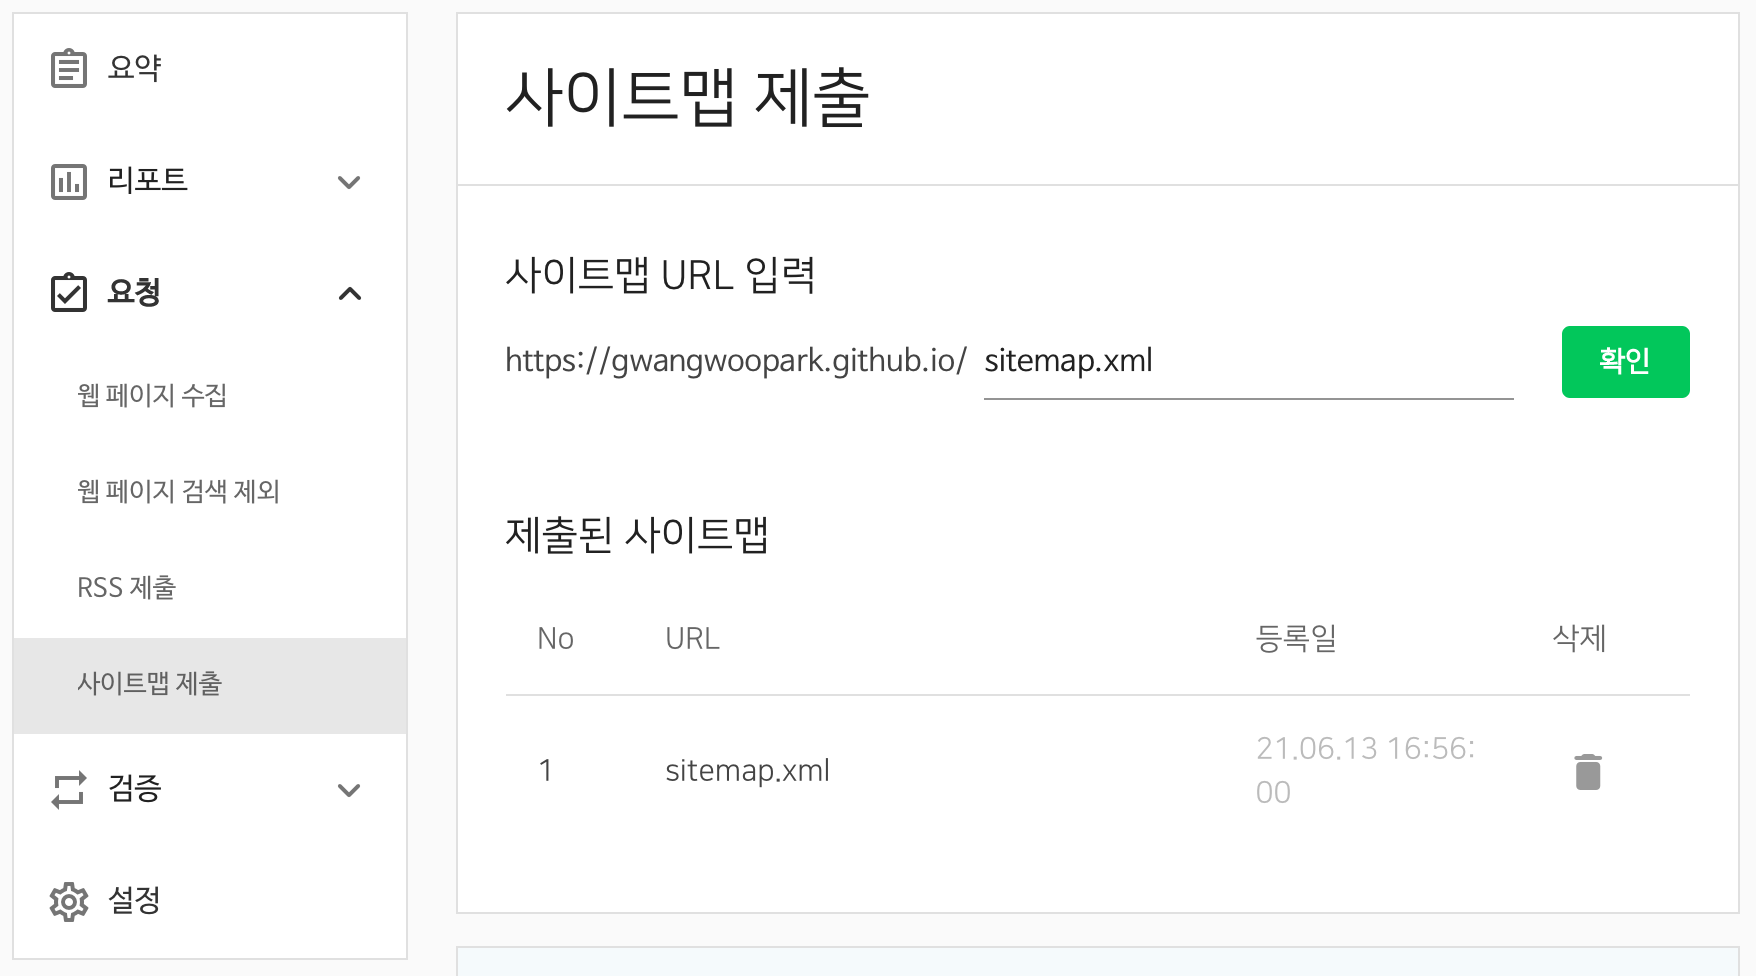 요약
리포트
요청
웹 페이지 수집
웹 페이지 검색 제외
RSS 제출
사이트맵 제출
검증
설정
사이트맵 제출
사이트맵 URL 입력
https://gwangwoopark.github.io/ sitemap.xml
확인
제출된 사이트맵
No URL 등록일 삭제
1 sitemap.xml 21.06.13 16:56:
00